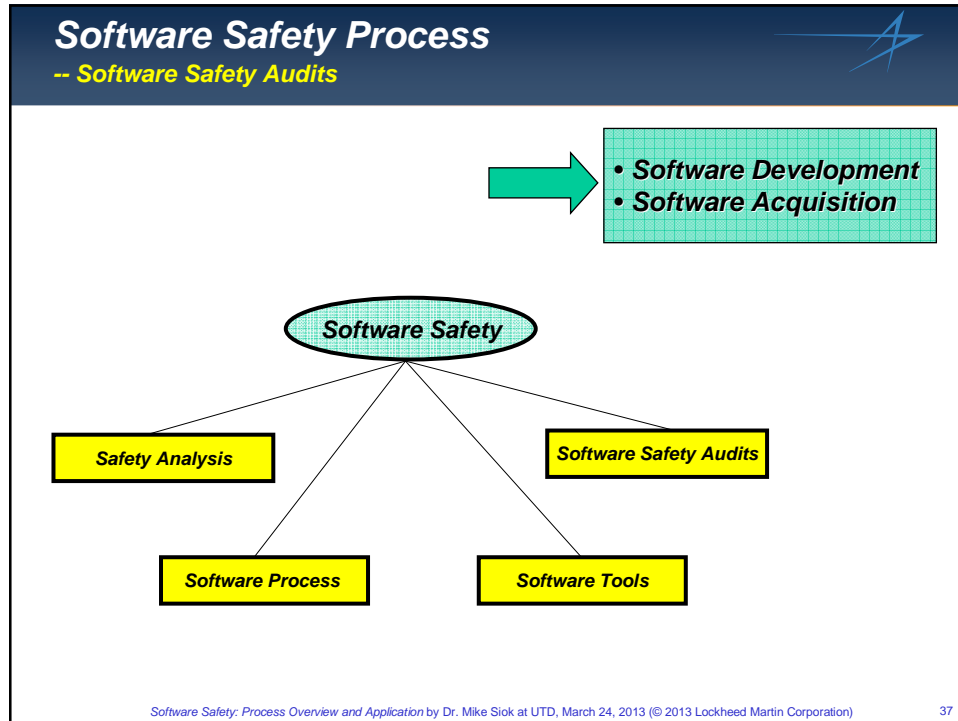 Software Safety Process
-- Software Safety Audits
• Software Development
• Software Acquisition
Software Safety
Safety Analysis
Software Safety Audits
Software Process
Software Tools
Software Safety: Process Overview and Application by Dr. Mike Siok at UTD, March 24, 2013 (© 2013 Lockheed Martin Corporation) 37